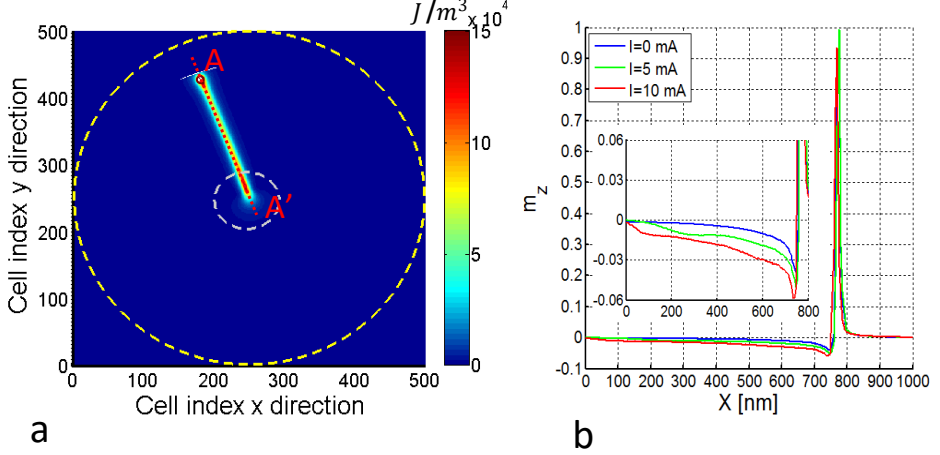 J/m³ × 10⁴
500
400
300
200
100
0
Cell index y direction
0
200
400
500
Cell index x direction
A
A'
15
10
5
0
a
1
0.9
0.8
0.7
0.6
0.5
0.4
0.3
0.2
0.1
0
-0.1
m_z
I=0 mA
I=5 mA
I=10 mA
0.06
0.03
0
-0.03
-0.06
0 200 400 600 800
0 100 200 300 400 500 600 700 800 900 1000
X [nm]
b